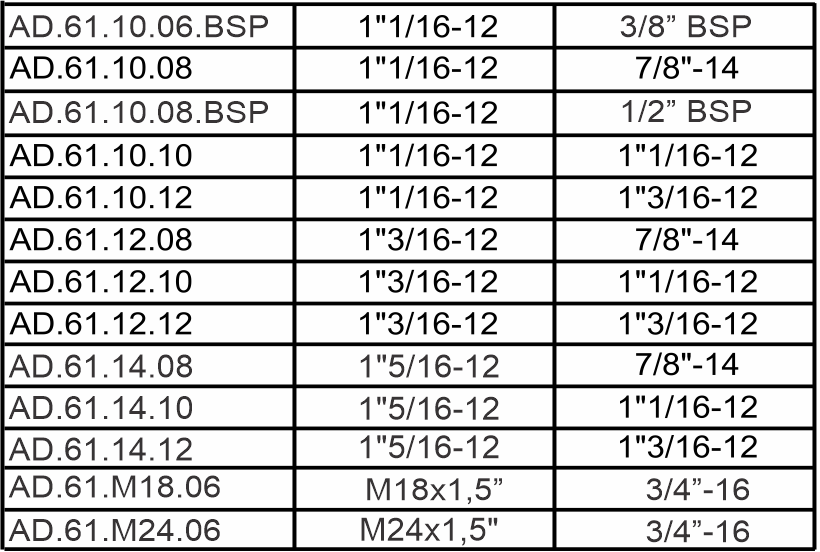 AD.61.10.06.BSP 1"1/16-12 3/8” BSP
AD.61.10.08 1"1/16-12 7/8"-14
AD.61.10.08.BSP 1"1/16-12 1/2” BSP
AD.61.10.10 1"1/16-12 1"1/16-12
AD.61.10.12 1"1/16-12 1"3/16-12
AD.61.12.08 1"3/16-12 7/8"-14
AD.61.12.10 1"3/16-12 1"1/16-12
AD.61.12.12 1"3/16-12 1"3/16-12
AD.61.14.08 1"5/16-12 7/8"-14
AD.61.14.10 1"5/16-12 1"1/16-12
AD.61.14.12 1"5/16-12 1"3/16-12
AD.61.M18.06 M18x1,5” 3/4”-16
AD.61.M24.06 M24x1,5" 3/4”-16